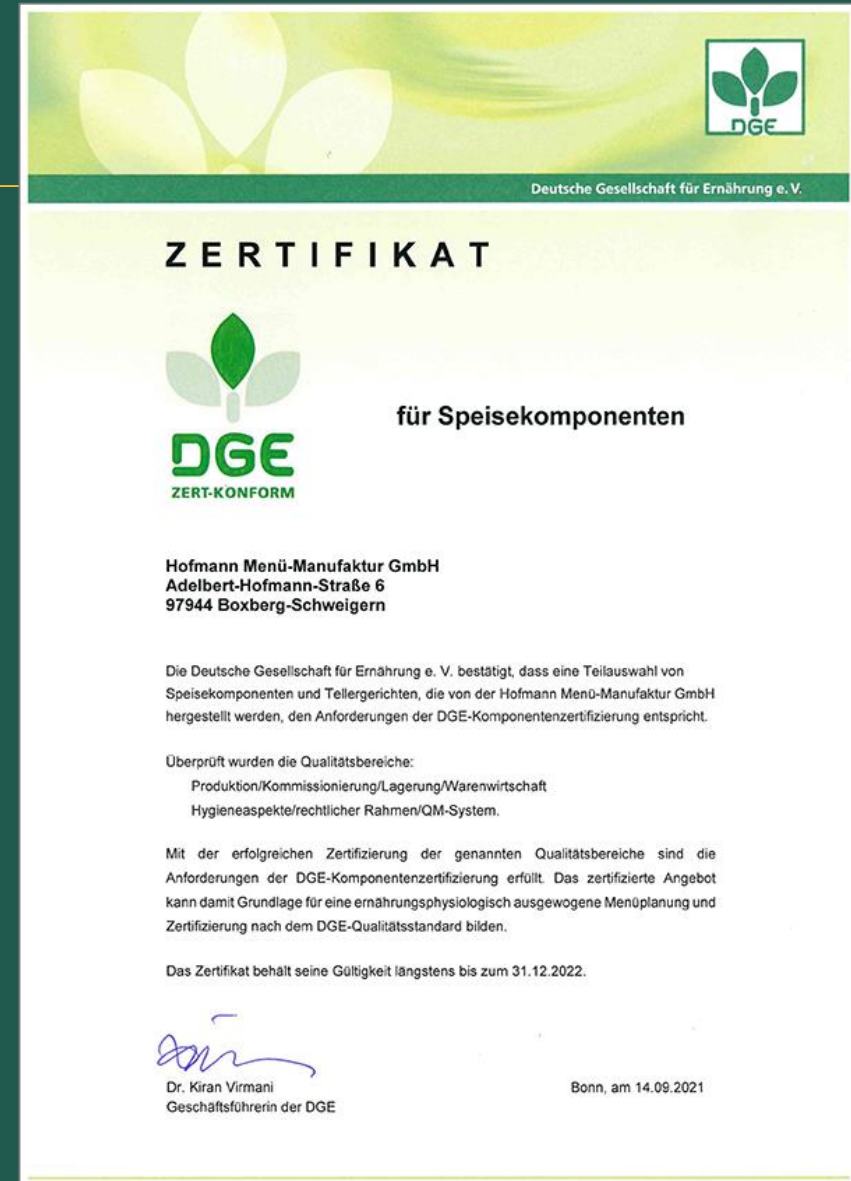 DGE
Deutsche Gesellschaft für Ernährung e. V.
ZERTIFIKAT
für Speisekomponenten
DGE
ZERT-KONFORM
Hofmann Menü-Manufaktur GmbH
Adelbert-Hofmann-Straße 6
97944 Boxberg-Schweigern
Die Deutsche Gesellschaft für Ernährung e. V. bestätigt, dass eine Teilauswahl von
Speisekomponenten und Tellergerichten, die von der Hofmann Menü-Manufaktur GmbH
hergestellt werden, den Anforderungen der DGE-Komponentenzertifizierung entspricht.
Überprüft wurden die Qualitätsbereiche:
Produktion/Kommissionierung/Lagerung/Warenwirtschaft
Hygieneaspekte/rechtlicher Rahmen/QM-System.
Mit der erfolgreichen Zertifizierung der genannten Qualitätsbereiche sind die
Anforderungen der DGE-Komponentenzertifizierung erfüllt. Das zertifizierte Angebot
kann damit Grundlage für eine ernährungsphysiologisch ausgewogene Menüplanung und
Zertifizierung nach dem DGE-Qualitätsstandard bilden.
Das Zertifikat behält seine Gültigkeit längstens bis zum 31.12.2022.
Dr. Kiran Virmani
Geschäftsführerin der DGE
Bonn, am 14.09.2021